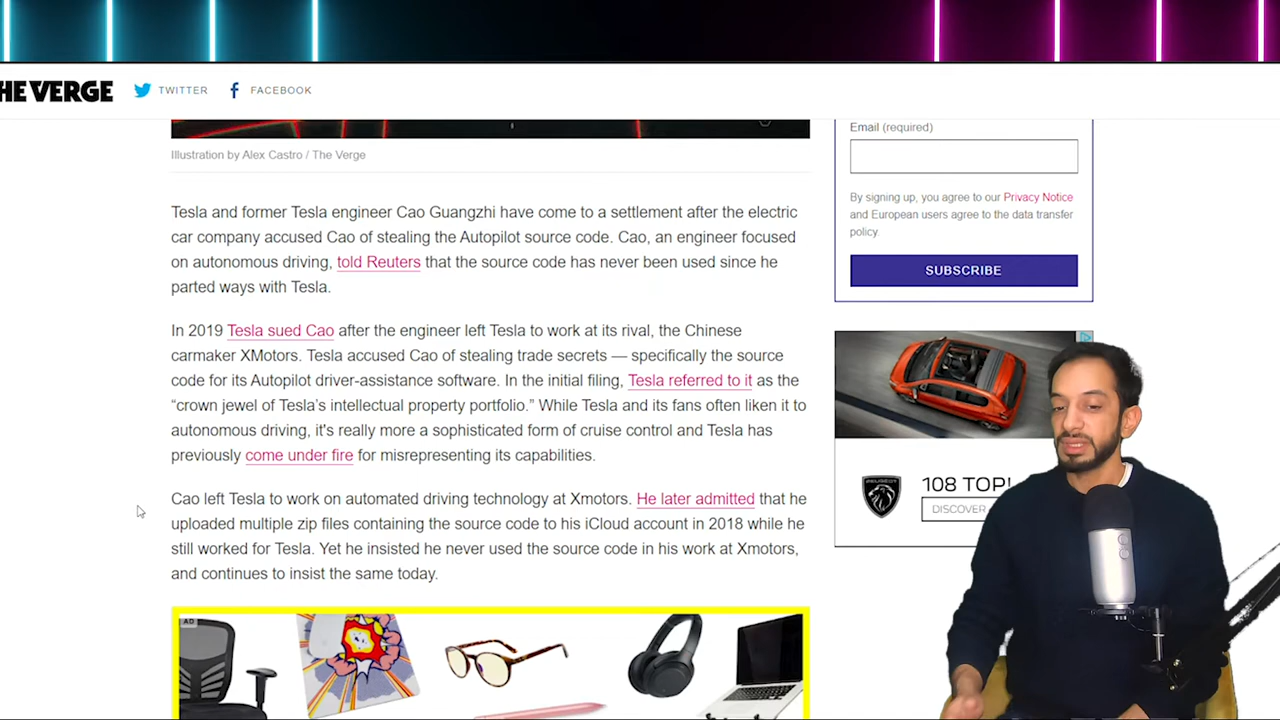 THE VERGE
TWITTER
FACEBOOK
Illustration by Alex Castro / The Verge
Tesla and former Tesla engineer Cao Guangzhi have come to a settlement after the electric
car company accused Cao of stealing the Autopilot source code. Cao, an engineer focused
on autonomous driving, told Reuters that the source code has never been used since he
parted ways with Tesla.
In 2019 Tesla sued Cao after the engineer left Tesla to work at its rival, the Chinese
carmaker XMotors. Tesla accused Cao of stealing trade secrets — specifically the source
code for its Autopilot driver-assistance software. In the initial filing, Tesla referred to it as the
“crown jewel of Tesla’s intellectual property portfolio.” While Tesla and its fans often liken it to
autonomous driving, it's really more a sophisticated form of cruise control and Tesla has
previously come under fire for misrepresenting its capabilities.
Cao left Tesla to work on automated driving technology at Xmotors. He later admitted that he
uploaded multiple zip files containing the source code to his iCloud account in 2018 while he
still worked for Tesla. Yet he insisted he never used the source code in his work at Xmotors,
and continues to insist the same today.
AD
Email (required)
By signing up, you agree to our Privacy Notice
and European users agree to the data transfer
policy.
SUBSCRIBE
108 TOP!
DISCOVER
PEUGEOT